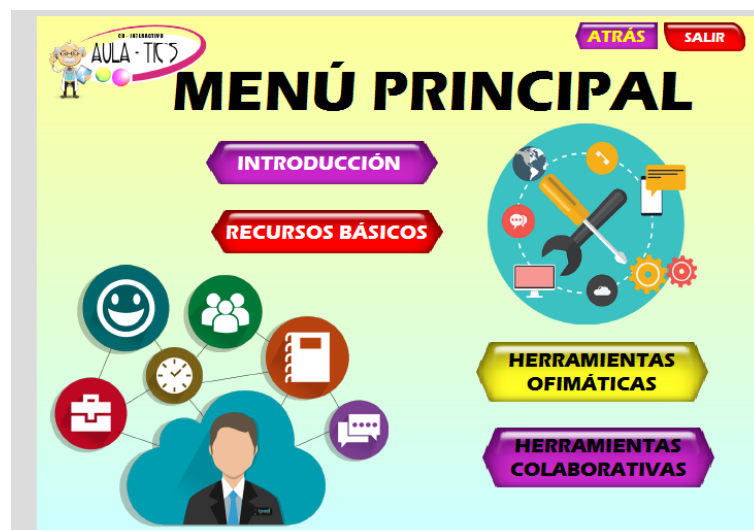 CD - INTERACTIVO
AULA - TIC'S
ATRÁS
SALIR
MENÚ PRINCIPAL
INTRODUCCIÓN
RECURSOS BÁSICOS
HERRAMIENTAS
OFIMÁTICAS
HERRAMIENTAS
COLABORATIVAS